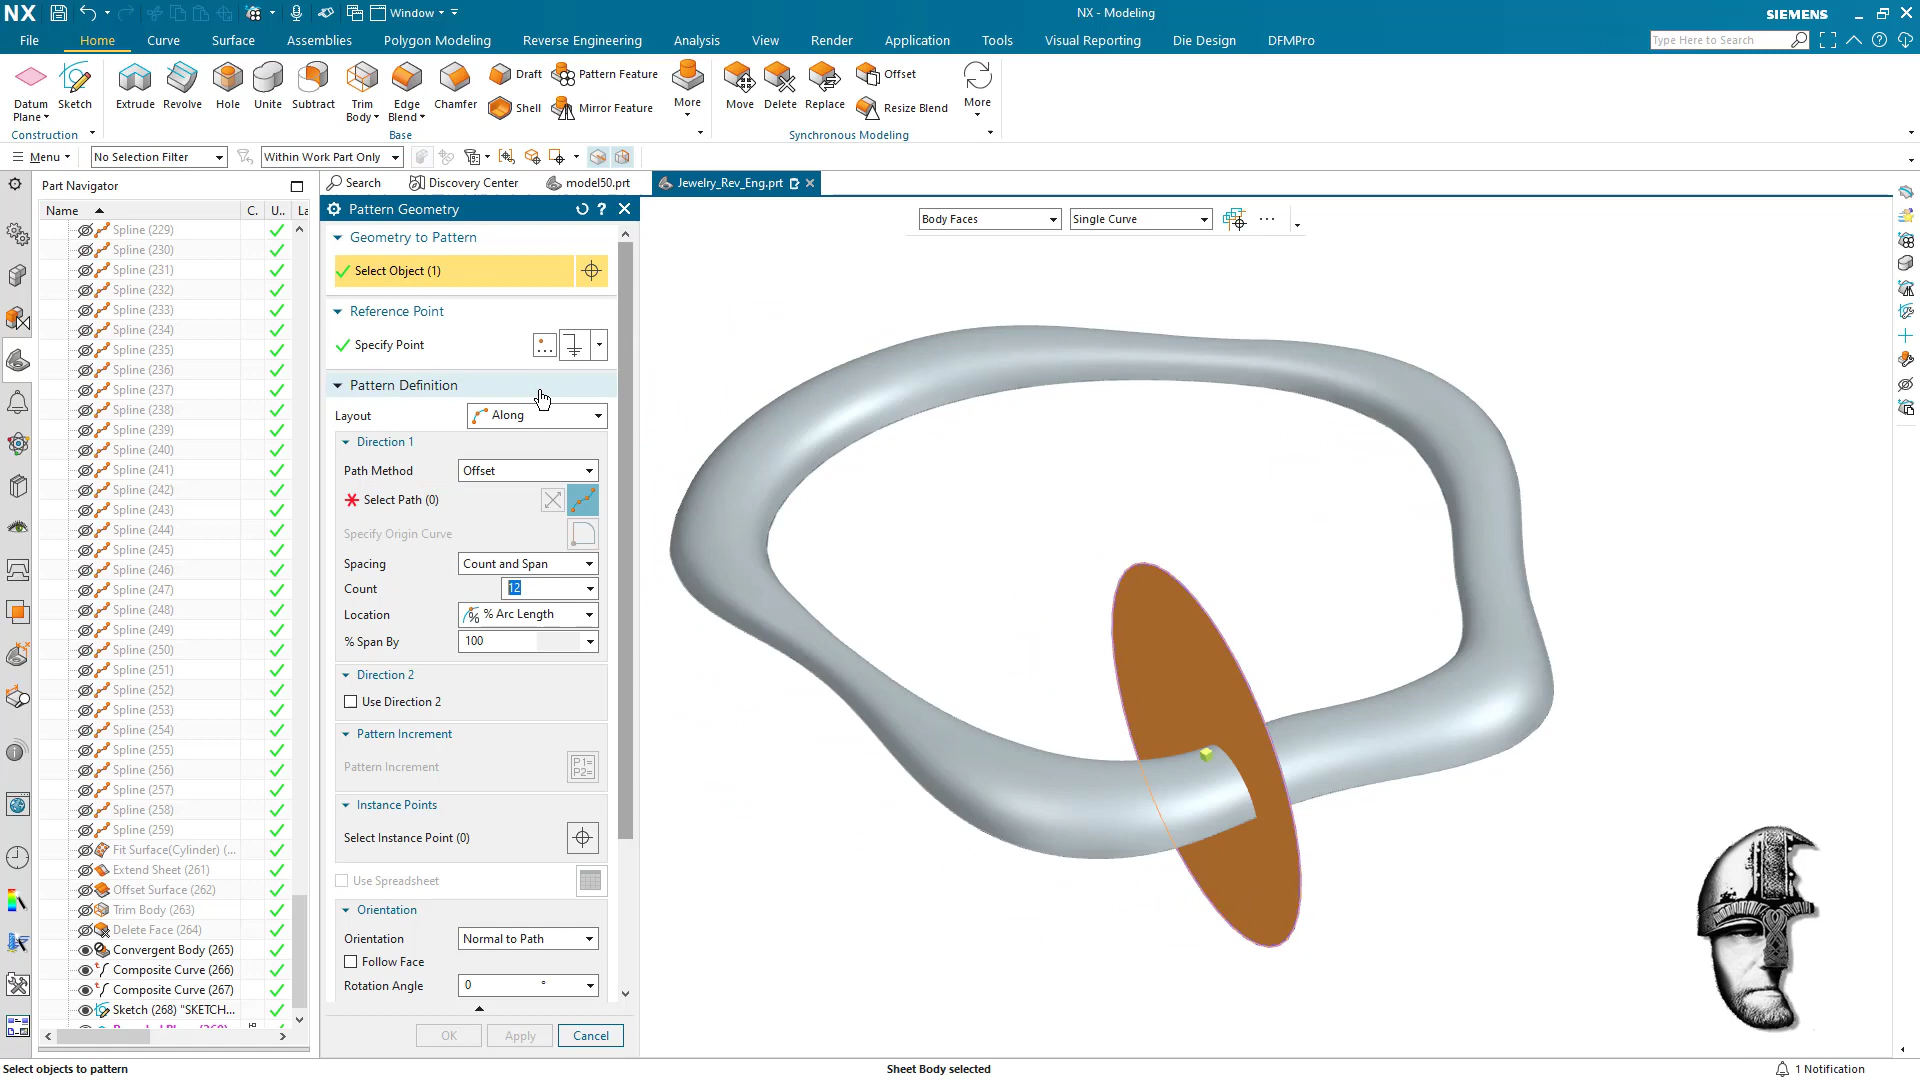 NX
Window
NX - Modeling
SIEMENS
File
Home
Curve
Surface
Assemblies
Polygon Modeling
Reverse Engineering
Analysis
View
Render
Application
Tools
Visual Reporting
Die Design
DFMPro
Type Here to Search
Datum Plane
Sketch
Extrude
Revolve
Hole
Unite
Subtract
Trim Body
Edge Blend
Chamfer
Draft
Shell
Pattern Feature
Mirror Feature
More
Move
Delete
Replace
Offset
Resize Blend
More
Construction
Base
Synchronous Modeling
Menu
No Selection Filter
Within Work Part Only
Part Navigator
Search
Discovery Center
model50.prt
Jewelry_Rev_Eng.prt
Name
C.
U..
La
Spline (229)
Spline (230)
Spline (231)
Spline (232)
Spline (233)
Spline (234)
Spline (235)
Spline (236)
Spline (237)
Spline (238)
Spline (239)
Spline (240)
Spline (241)
Spline (242)
Spline (243)
Spline (244)
Spline (245)
Spline (246)
Spline (247)
Spline (248)
Spline (249)
Spline (250)
Spline (251)
Spline (252)
Spline (253)
Spline (254)
Spline (255)
Spline (256)
Spline (257)
Spline (258)
Spline (259)
Fit Surface(Cylinder) (...
Extend Sheet (261)
Offset Surface (262)
Trim Body (263)
Delete Face (264)
Convergent Body (265)
Composite Curve (266)
Composite Curve (267)
Sketch (268) "SKETCH...
Pattern Geometry
Geometry to Pattern
Select Object (1)
Reference Point
Specify Point
Pattern Definition
Layout
Along
Direction 1
Path Method
Offset
Select Path (0)
Specify Origin Curve
Spacing
Count and Span
Count
12
Location
% Arc Length
% Span By
100
Direction 2
Use Direction 2
Pattern Increment
Pattern Increment
P1=
P2=
Instance Points
Select Instance Point (0)
Use Spreadsheet
Orientation
Orientation
Normal to Path
Follow Face
Rotation Angle
0
°
OK
Apply
Cancel
Body Faces
Single Curve
Select objects to pattern
Sheet Body selected
1 Notification